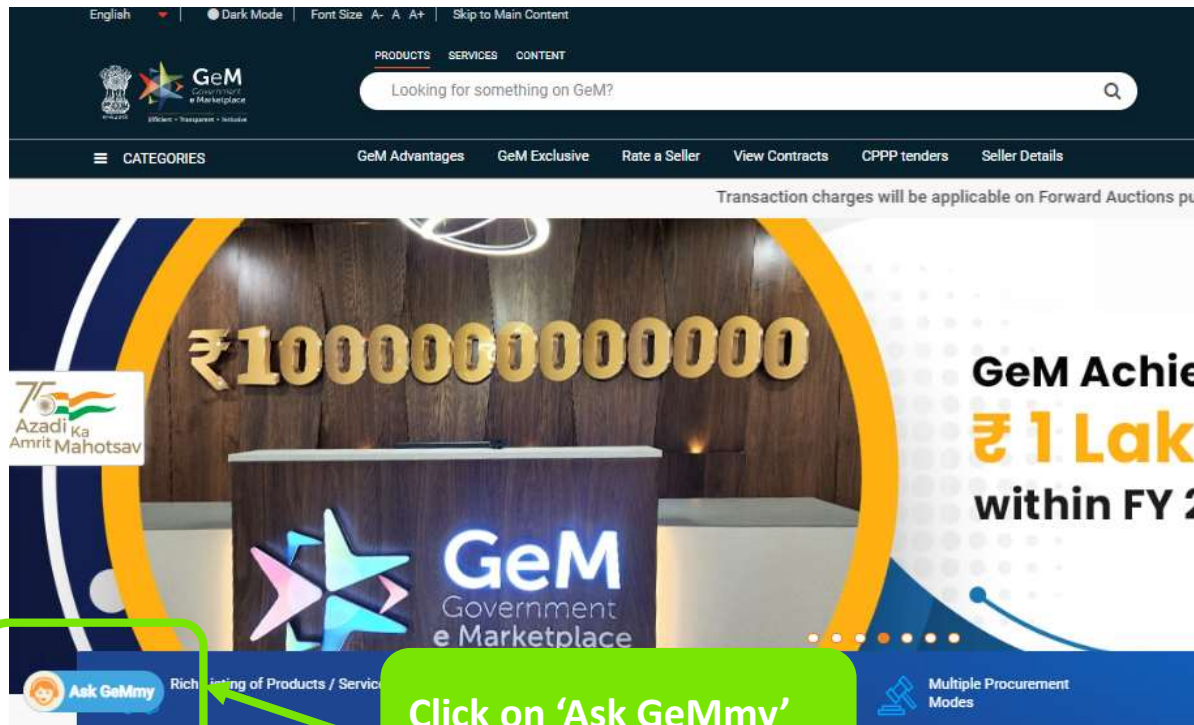 English
Dark Mode
Font Size A- A A+
Skip to Main Content
PRODUCTS SERVICES CONTENT
GeM
Government
e Marketplace
Efficient • Transparent • Inclusive
Looking for something on GeM?
CATEGORIES
GeM Advantages
GeM Exclusive
Rate a Seller
View Contracts
CPPP tenders
Seller Details
Transaction charges will be applicable on Forward Auctions pu
₹1000000000000
GeM Achie
₹ 1 Lak
within FY 2
75
Azadi Ka
Amrit Mahotsav
GeM
Government
e Marketplace
Ask GeMmy
Rich Listing of Products / Servic
Click on ‘Ask GeMmy’
Multiple Procurement
Modes